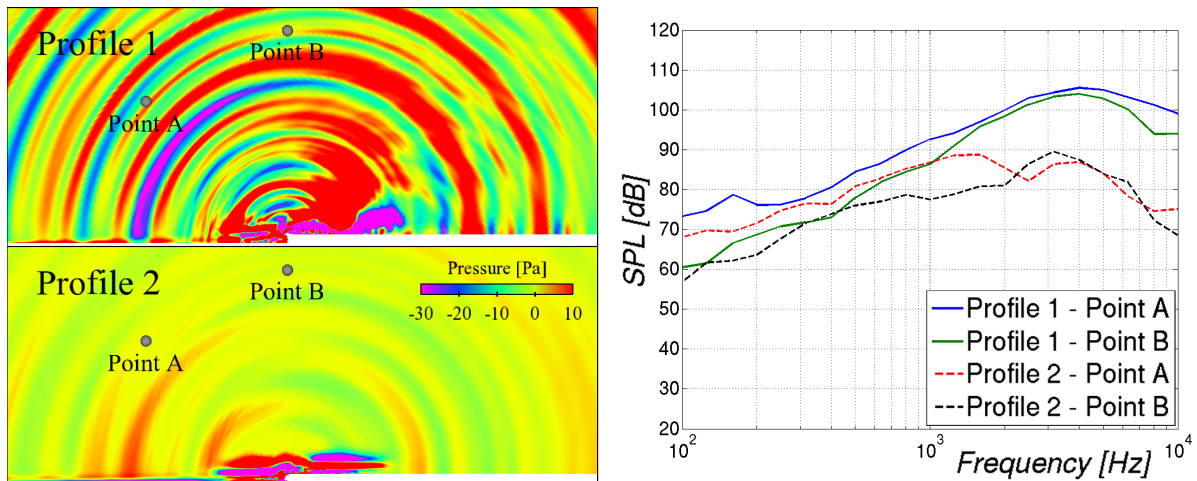 Profile 1
Point B
Point A
Profile 2
Pressure [Pa]
Point B
-30 -20 -10 0 10
Point A
120
110
100
90
80
70
60
50
40
30
20
SPL [dB]
10^2 10^3 10^4
Frequency [Hz]
Profile 1 - Point A
Profile 1 - Point B
Profile 2 - Point A
Profile 2 - Point B